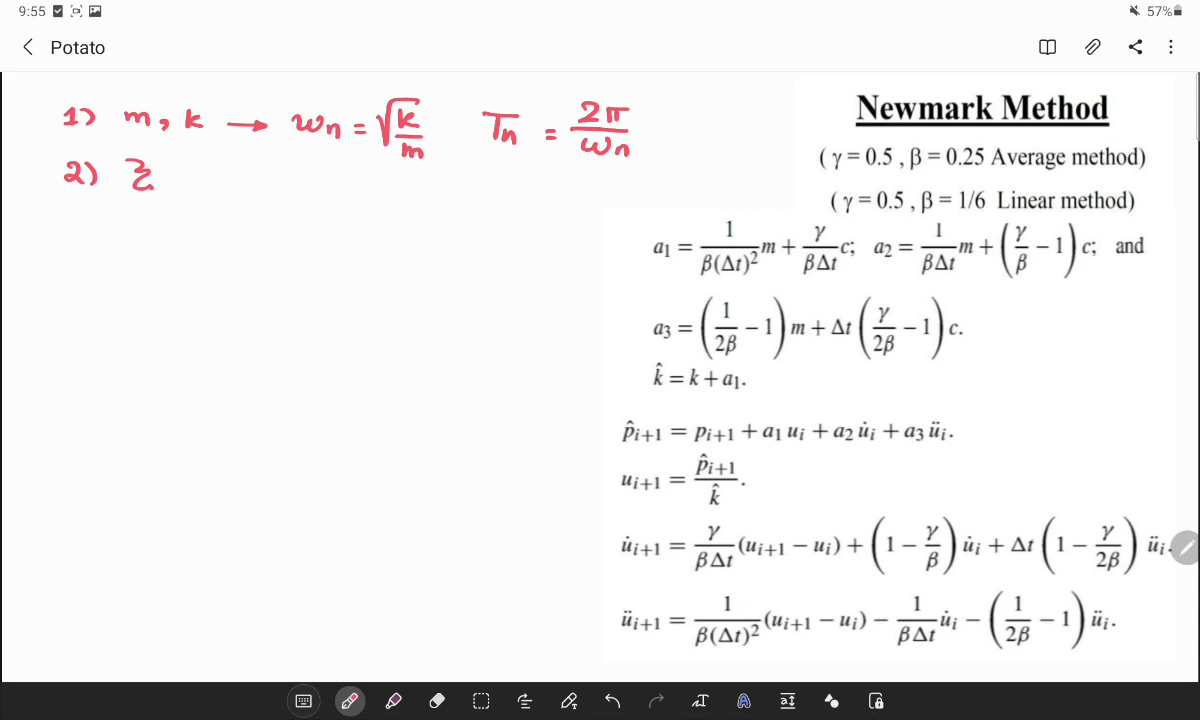 9:55
57%
Potato
1) m, k → ωn = √(k/m) Tn = 2π/ωn
2) ξ
Newmark Method
( γ = 0.5 , β = 0.25 Average method)
( γ = 0.5 , β = 1/6 Linear method)
a1 = 1/(β(Δt)²) m + γ/(βΔt) c; a2 = 1/(βΔt) m + (γ/β − 1) c; and
a3 = (1/(2β) − 1) m + Δt (γ/(2β) − 1) c.
k̂ = k + a1.
p̂i+1 = pi+1 + a1 ui + a2 u̇i + a3 üi.
ui+1 = p̂i+1/k̂.
u̇i+1 = γ/(βΔt) (ui+1 − ui) + (1 − γ/β) u̇i + Δt (1 − γ/(2β)) üi.
üi+1 = 1/(β(Δt)²) (ui+1 − ui) − 1/(βΔt) u̇i − (1/(2β) − 1) üi.